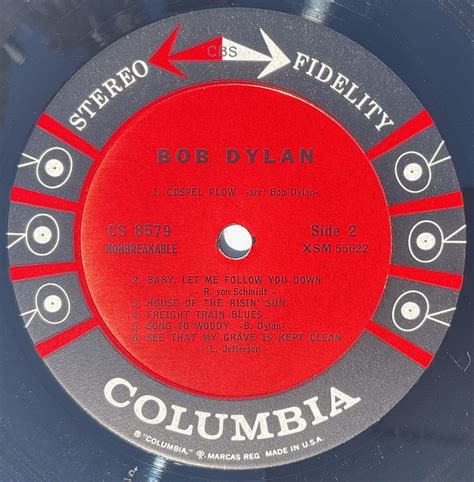 CBS
STEREO FIDELITY
BOB DYLAN
1. GOSPEL PLOW -arr: Bob Dylan-
CS 8579 Side 2
NONBREAKABLE XSM 55622
2. BABY, LET ME FOLLOW YOU DOWN
- R. von Schmidt -
3. HOUSE OF THE RISIN' SUN
4. FREIGHT TRAIN BLUES
5. SONG TO WOODY -B. Dylan-
6. SEE THAT MY GRAVE IS KEPT CLEAN
- L. Jefferson -
COLUMBIA
® "COLUMBIA," ®. MARCAS REG MADE IN U.S.A.